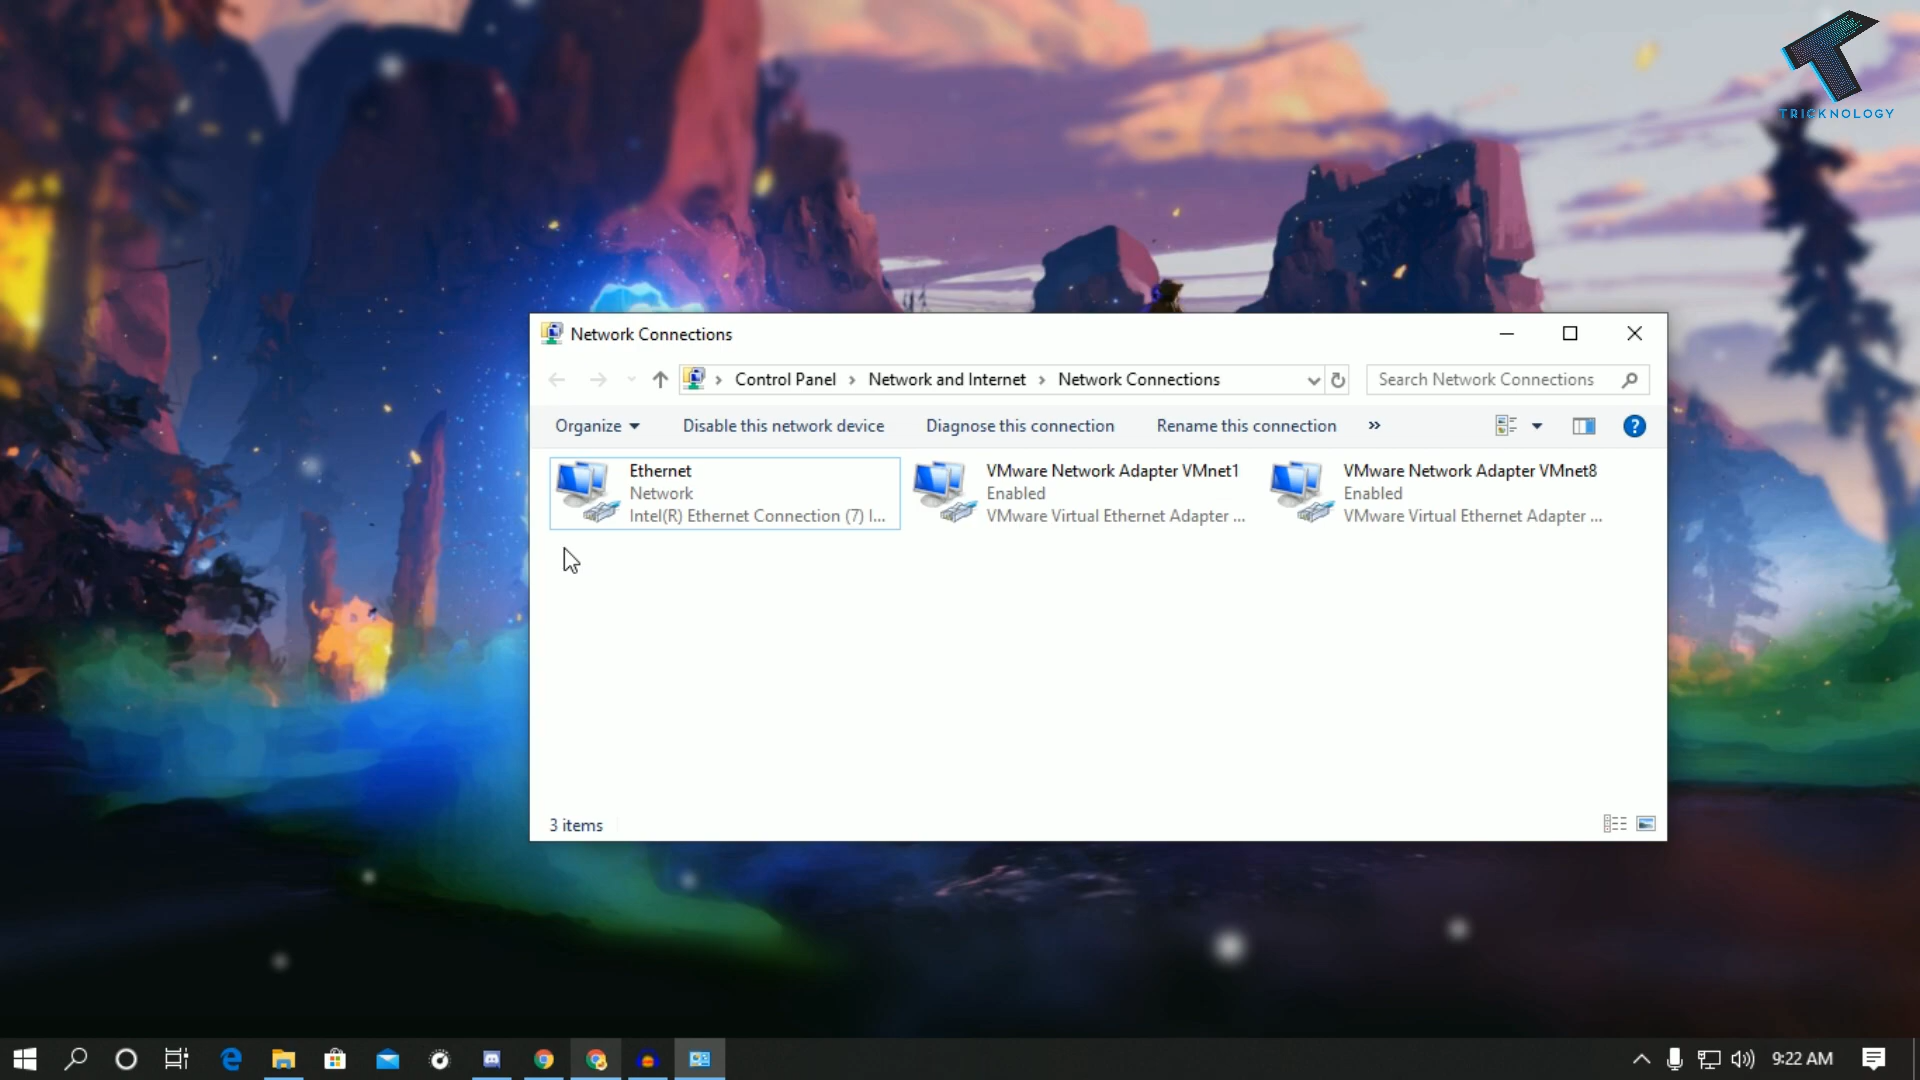 TRICKNOLOGY
Network Connections
Control Panel Network and Internet Network Connections Search Network Connections
Organize Disable this network device Diagnose this connection Rename this connection »
Ethernet
Network
Intel(R) Ethernet Connection (7) I...
VMware Network Adapter VMnet1
Enabled
VMware Virtual Ethernet Adapter ...
VMware Network Adapter VMnet8
Enabled
VMware Virtual Ethernet Adapter ...
3 items
9:22 AM